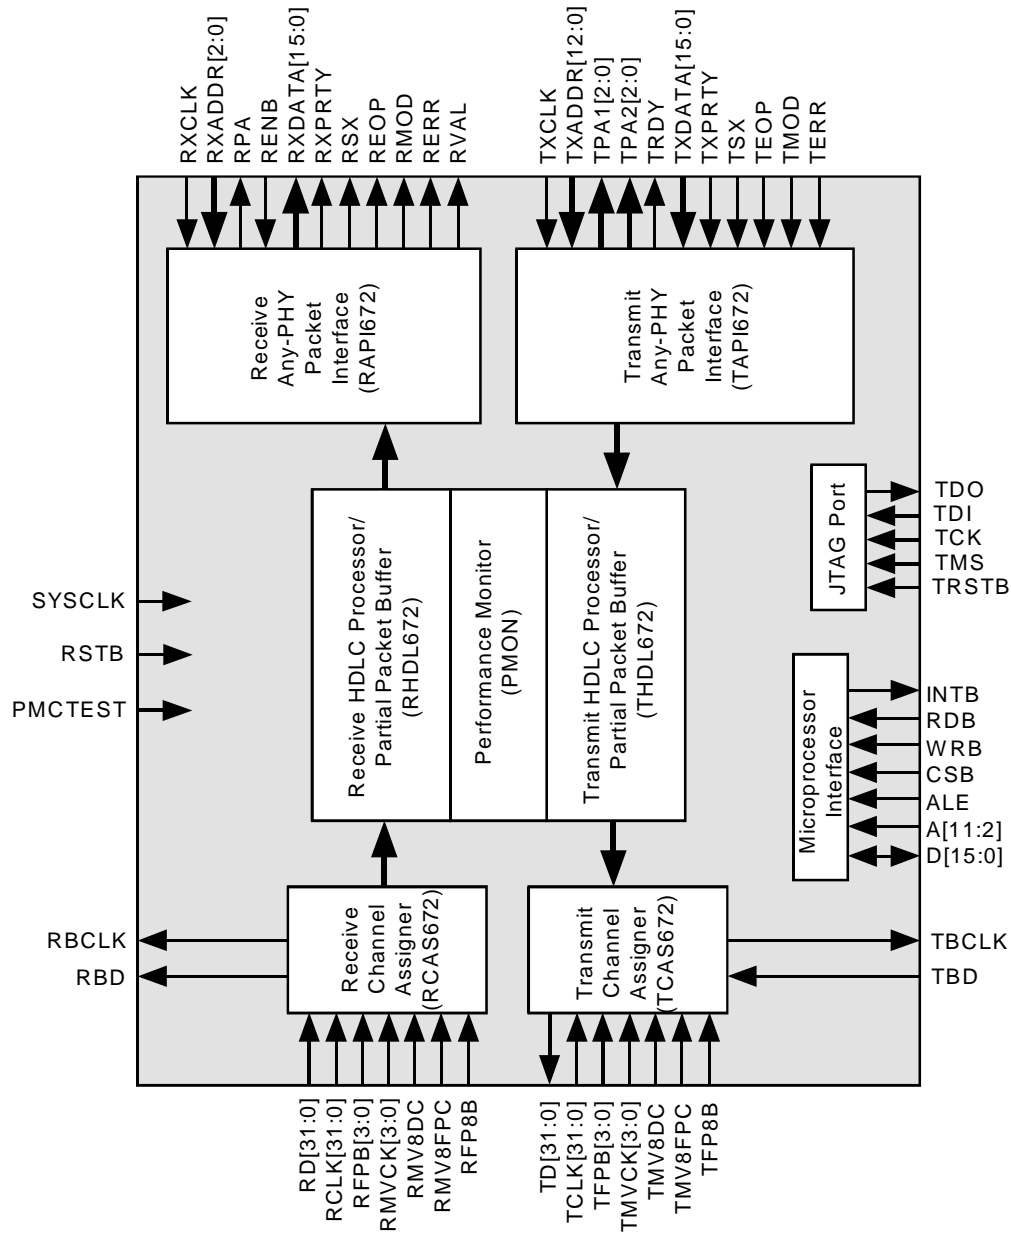 RXCLK
RXADDR[2:0]
RPA
RENB
RXDATA[15:0]
RXPRTY
RSX
REOP
RMOD
RERR
RVAL
TXCLK
TXADDR[12:0]
TPA1[2:0]
TPA2[2:0]
TRDY
TXDATA[15:0]
TXPRTY
TSX
TEOP
TMOD
TERR
Receive
Any-PHY
Packet
Interface
(RAPI672)
Transmit
Any-PHY
Packet
Interface
(TAPI672)
Receive HDLC Processor/
Partial Packet Buffer
(RHDL672)
Performance Monitor
(PMON)
Transmit HDLC Processor/
Partial Packet Buffer
(THDL672)
JTAG Port
TDO
TDI
TCK
TMS
TRSTB
SYSCLK
RSTB
PMCTEST
Microprocessor
Interface
INTB
RDB
WRB
CSB
ALE
A[11:2]
D[15:0]
Receive
Channel
Assigner
(RCAS672)
Transmit
Channel
Assigner
(TCAS672)
RBCLK
RBD
TBCLK
TBD
RD[31:0]
RCLK[31:0]
RFPB[3:0]
RMVCK[3:0]
RMV8DC
RMV8FPC
RFP8B
TD[31:0]
TCLK[31:0]
TFPB[3:0]
TMVCK[3:0]
TMV8DC
TMV8FPC
TFP8B